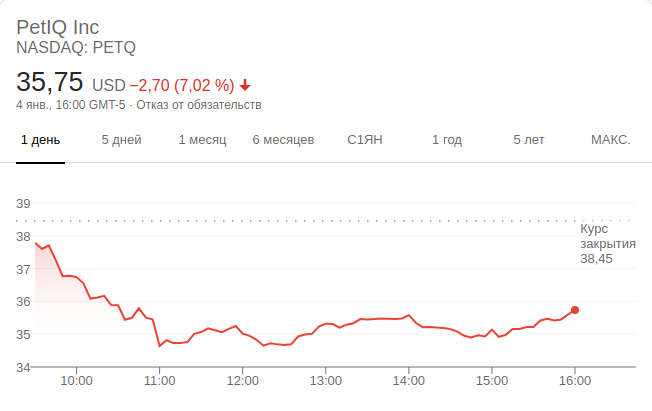 PetIQ Inc
NASDAQ: PETQ
35,75 USD −2,70 (7,02 %)
4 янв., 16:00 GMT-5 · Отказ от обязательств
1 день 5 дней 1 месяц 6 месяцев С1ЯН 1 год 5 лет МАКС.
39
38
37
36
35
34
Курс
закрытия
38,45
10:00 11:00 12:00 13:00 14:00 15:00 16:00